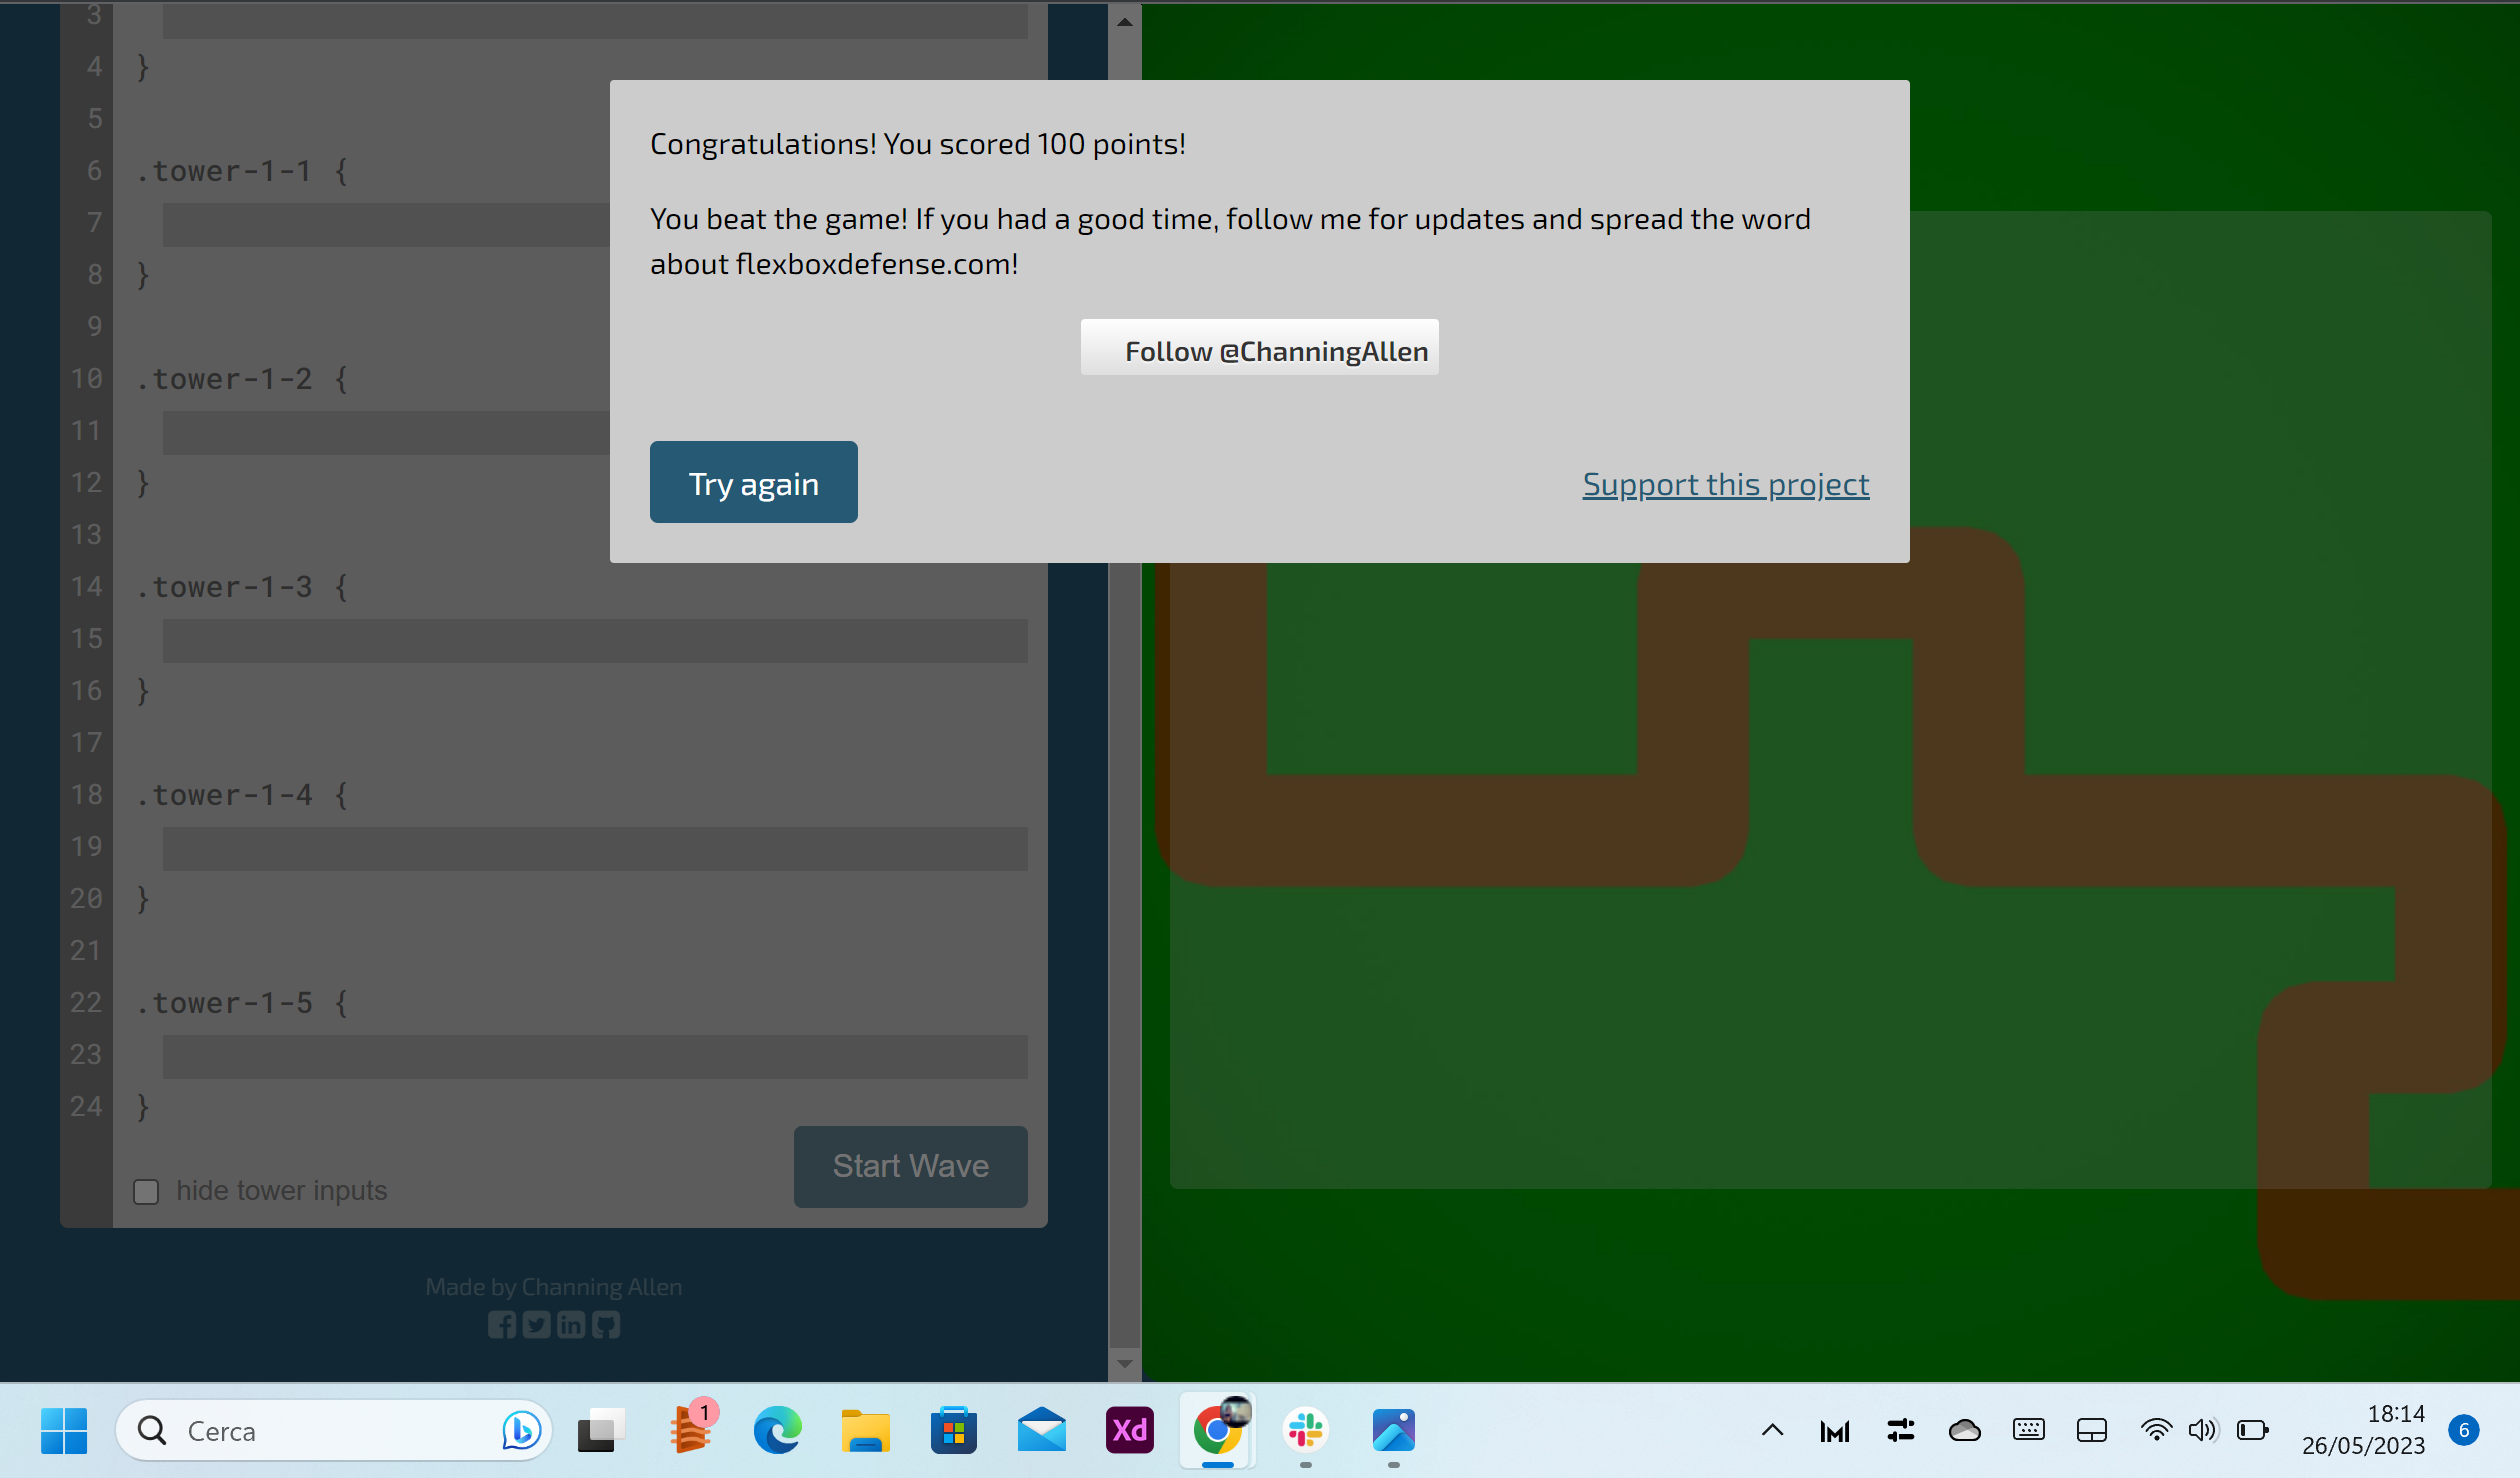 3
4 }
5
6 .tower-1-1 {
7
8 }
9
10 .tower-1-2 {
11
12 }
13
14 .tower-1-3 {
15
16 }
17
18 .tower-1-4 {
19
20 }
21
22 .tower-1-5 {
23
24 }
hide tower inputs
Start Wave
Made by Channing Allen
Congratulations! You scored 100 points!
You beat the game! If you had a good time, follow me for updates and spread the word
about flexboxdefense.com!
Follow @ChanningAllen
Try again
Support this project
Cerca
1
Xd
18:14
26/05/2023
6